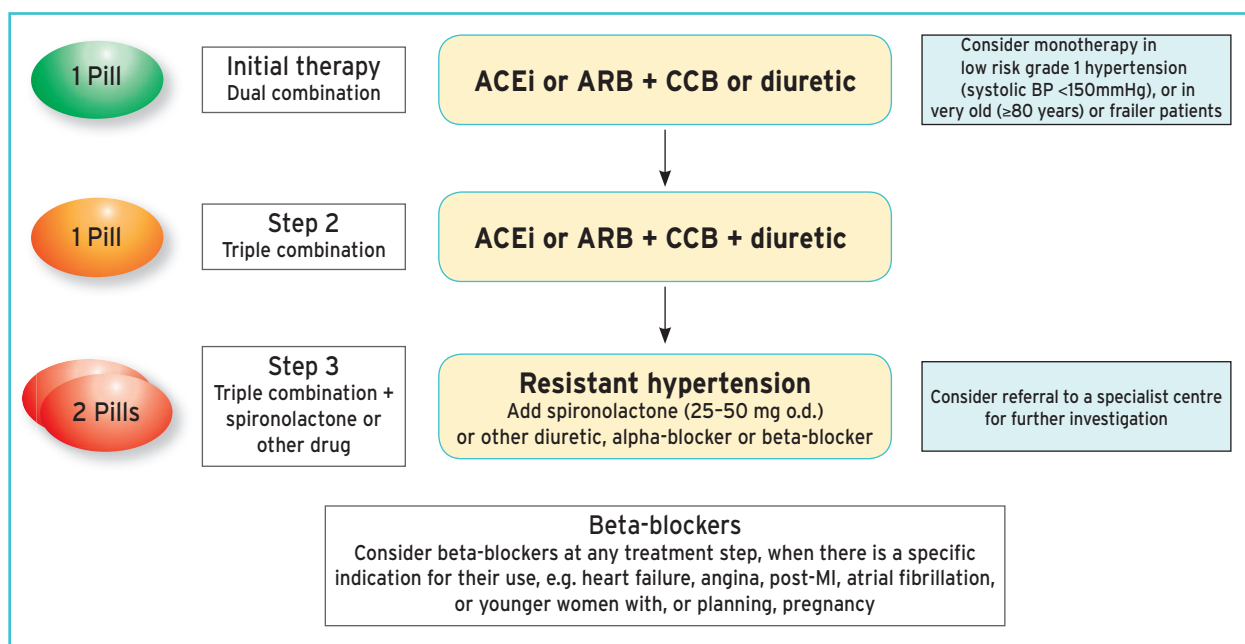 1 Pill
Initial therapy
Dual combination
ACEi or ARB + CCB or diuretic
Consider monotherapy in
low risk grade 1 hypertension
(systolic BP <150mmHg), or in
very old (≥80 years) or frailer patients
1 Pill
Step 2
Triple combination
ACEi or ARB + CCB + diuretic
2 Pills
Step 3
Triple combination +
spironolactone or
other drug
Resistant hypertension
Add spironolactone (25–50 mg o.d.)
or other diuretic, alpha-blocker or beta-blocker
Consider referral to a specialist centre
for further investigation
Beta-blockers
Consider beta-blockers at any treatment step, when there is a specific
indication for their use, e.g. heart failure, angina, post-MI, atrial fibrillation,
or younger women with, or planning, pregnancy